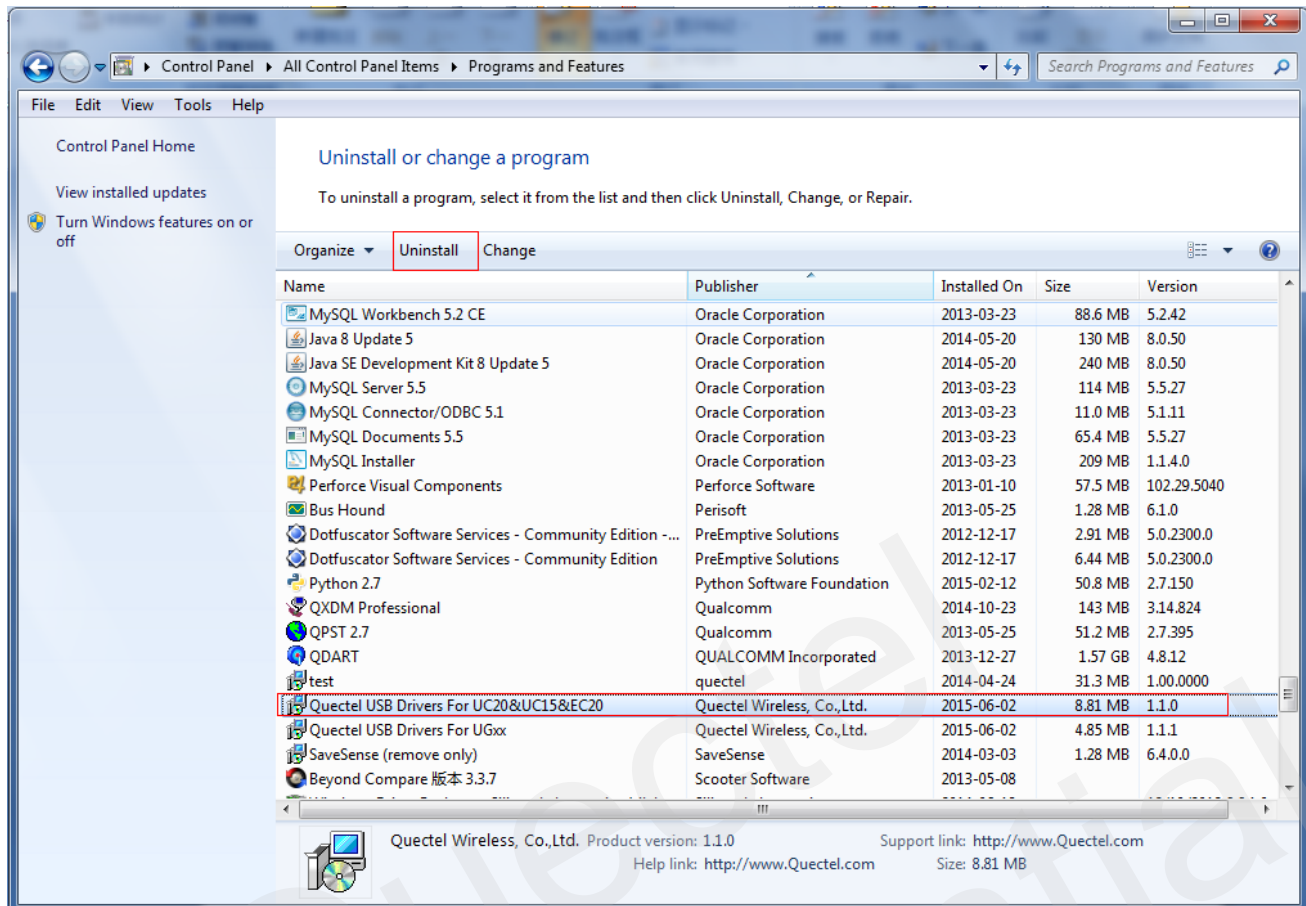 Control Panel ▸ All Control Panel Items ▸ Programs and Features Search Programs and Features
File Edit View Tools Help
Control Panel Home
View installed updates
Turn Windows features on or
off
Uninstall or change a program
To uninstall a program, select it from the list and then click Uninstall, Change, or Repair.
Organize Uninstall Change
Name Publisher Installed On Size Version
MySQL Workbench 5.2 CE Oracle Corporation 2013-03-23 88.6 MB 5.2.42
Java 8 Update 5 Oracle Corporation 2014-05-20 130 MB 8.0.50
Java SE Development Kit 8 Update 5 Oracle Corporation 2014-05-20 240 MB 8.0.50
MySQL Server 5.5 Oracle Corporation 2013-03-23 114 MB 5.5.27
MySQL Connector/ODBC 5.1 Oracle Corporation 2013-03-23 11.0 MB 5.1.11
MySQL Documents 5.5 Oracle Corporation 2013-03-23 65.4 MB 5.5.27
MySQL Installer Oracle Corporation 2013-03-23 209 MB 1.1.4.0
Perforce Visual Components Perforce Software 2013-01-10 57.5 MB 102.29.5040
Bus Hound Perisoft 2013-05-25 1.28 MB 6.1.0
Dotfuscator Software Services - Community Edition -... PreEmptive Solutions 2012-12-17 2.91 MB 5.0.2300.0
Dotfuscator Software Services - Community Edition PreEmptive Solutions 2012-12-17 6.44 MB 5.0.2300.0
Python 2.7 Python Software Foundation 2015-02-12 50.8 MB 2.7.150
QXDM Professional Qualcomm 2014-10-23 143 MB 3.14.824
QPST 2.7 Qualcomm 2013-05-25 51.2 MB 2.7.395
QDART QUALCOMM Incorporated 2013-12-27 1.57 GB 4.8.12
test quectel 2014-04-24 31.3 MB 1.00.0000
Quectel USB Drivers For UC20&UC15&EC20 Quectel Wireless, Co.,Ltd. 2015-06-02 8.81 MB 1.1.0
Quectel USB Drivers For UGxx Quectel Wireless, Co.,Ltd. 2015-06-02 4.85 MB 1.1.1
SaveSense (remove only) SaveSense 2014-03-03 1.28 MB 6.4.0.0
Beyond Compare 版本 3.3.7 Scooter Software 2013-05-08
Quectel Wireless, Co.,Ltd. Product version: 1.1.0 Support link: http://www.Quectel.com
Help link: http://www.Quectel.com Size: 8.81 MB